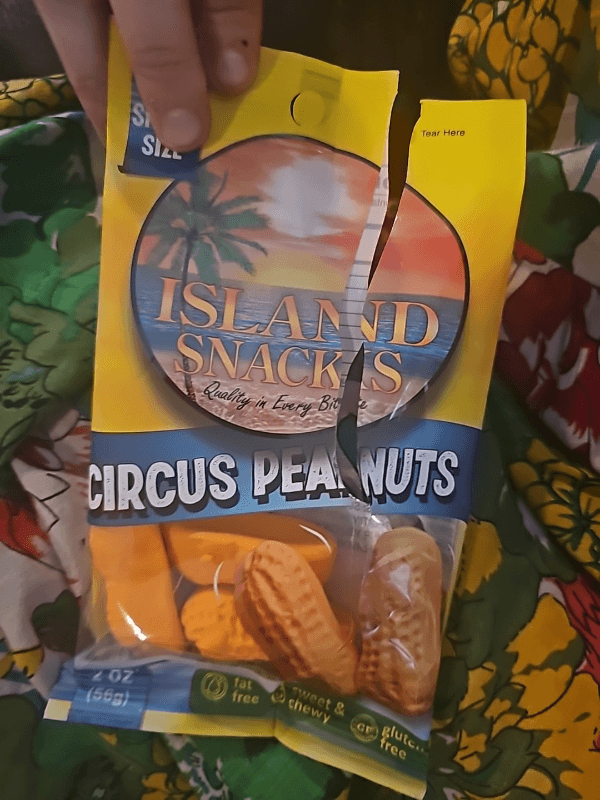 SIZE
Tear Here
ISLAND
SNACKS
Quality in Every Bite
CIRCUS PEANUTS
2 OZ
(56g)
fat
free
sweet &
chewy
GF
gluten
free